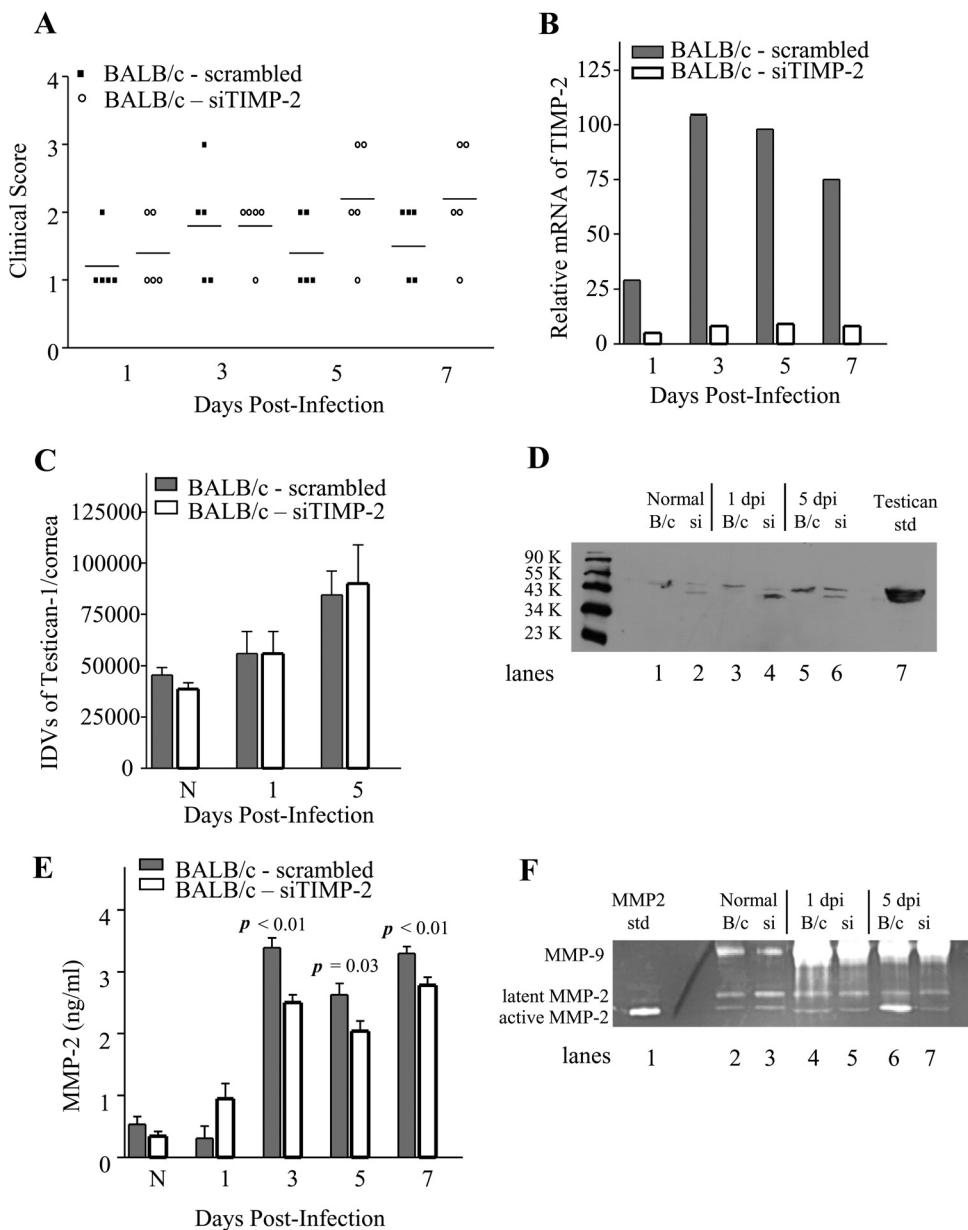 A
BALB/c - scrambled
BALB/c – siTIMP-2
4
3
2
1
0
Clinical Score
1 3 5 7
Days Post-Infection
B
BALB/c - scrambled
BALB/c - siTIMP-2
125
100
75
50
25
0
Relative mRNA of TIMP-2
1 3 5 7
Days Post-Infection
C
BALB/c - scrambled
BALB/c – siTIMP-2
125000
100000
75000
50000
25000
0
IDVs of Testican-1/cornea
N 1 5
Days Post-Infection
D
Normal 1 dpi 5 dpi Testican
B/c si B/c si B/c si std
90 K
55 K
43 K
34 K
23 K
lanes 1 2 3 4 5 6 7
E
BALB/c - scrambled
BALB/c – siTIMP-2
p < 0.01
p = 0.03
p < 0.01
4
3
2
1
0
MMP-2 (ng/ml)
N 1 3 5 7
Days Post-Infection
F
MMP2 Normal 1 dpi 5 dpi
std B/c si B/c si B/c si
MMP-9
latent MMP-2
active MMP-2
lanes 1 2 3 4 5 6 7